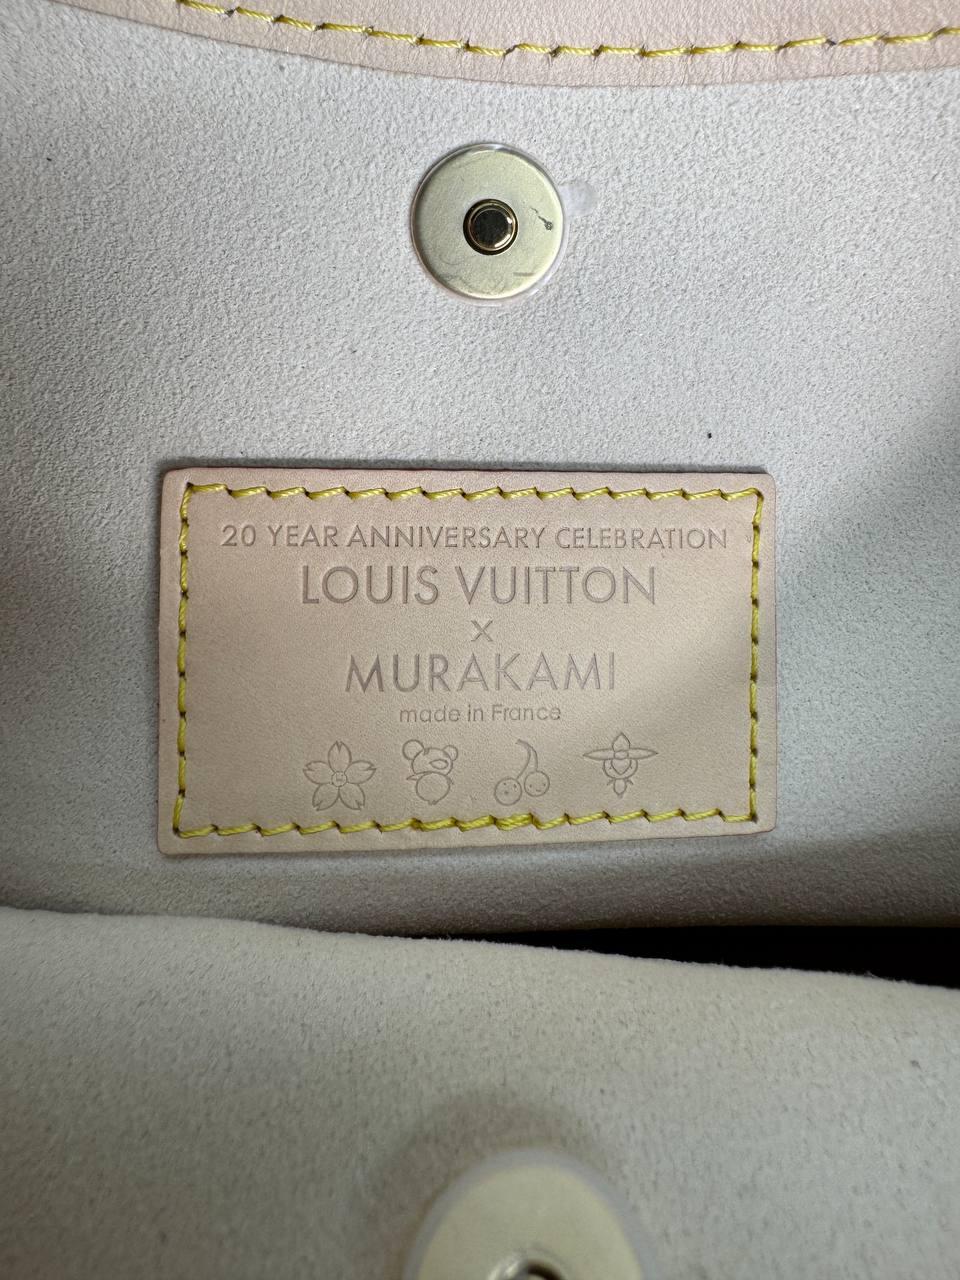 20 YEAR ANNIVERSARY CELEBRATION
LOUIS VUITTON
x
MURAKAMI
made in France